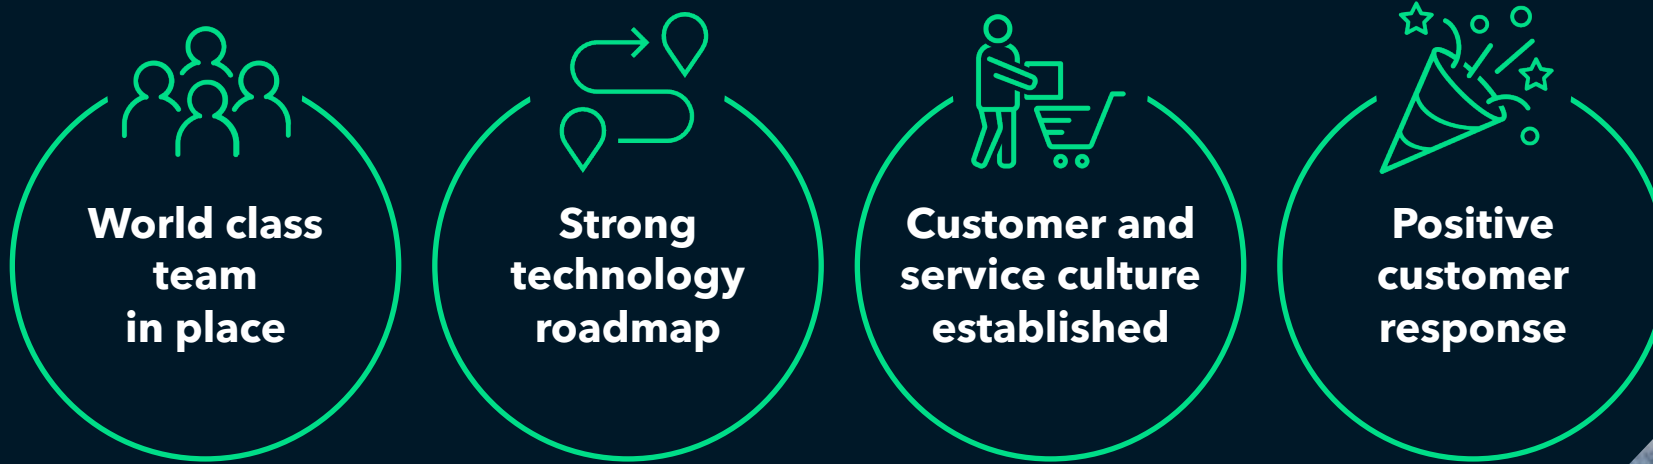 World class
team
in place
Strong
technology
roadmap
Customer and
service culture
established
Positive
customer
response